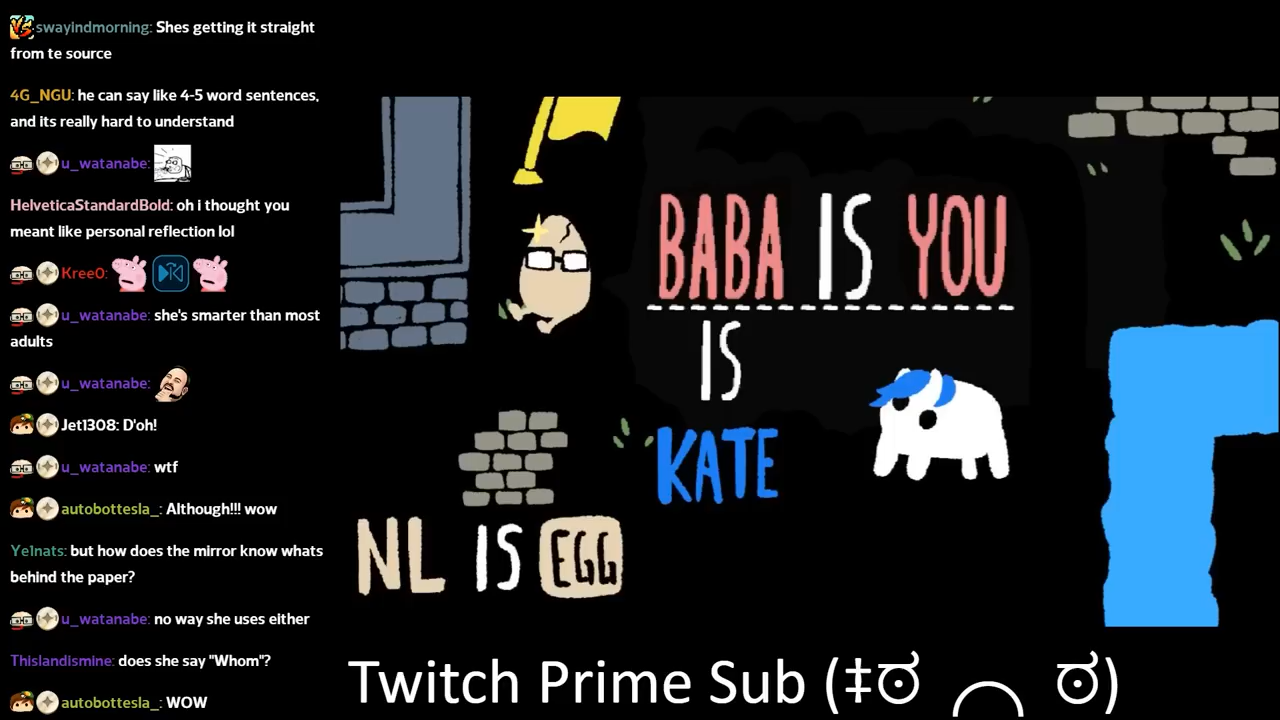 swayindmorning: Shes getting it straight
from te source
4G_NGU: he can say like 4-5 word sentences,
and its really hard to understand
u_watanabe:
HelveticaStandardBold: oh i thought you
meant like personal reflection lol
Kree0:
u_watanabe: she's smarter than most
adults
u_watanabe:
Jet1308: D'oh!
u_watanabe: wtf
autobottesla_: Although!!! wow
Ye1nats: but how does the mirror know whats
behind the paper?
u_watanabe: no way she uses either
Thislandismine: does she say "Whom"?
autobottesla_: WOW
BABA IS YOU
IS
KATE
NL IS EGG
Twitch Prime Sub (‡ಠ ⁔ ಠ)